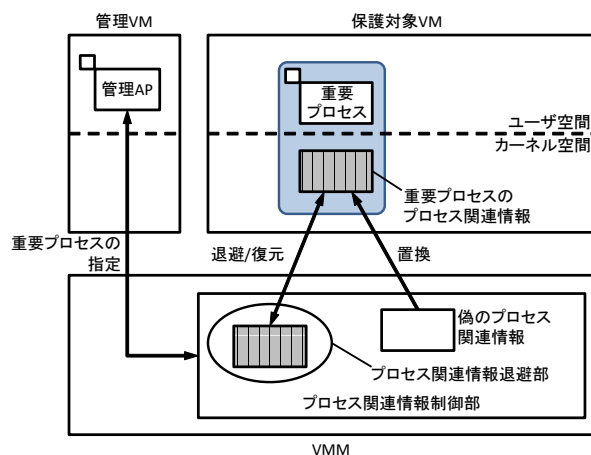 管理VM
保護対象VM
管理AP
重要
プロセス
ユーザ空間
カーネル空間
重要プロセスの
プロセス関連情報
重要プロセスの
指定
退避/復元
置換
偽のプロセス
関連情報
プロセス関連情報退避部
プロセス関連情報制御部
VMM